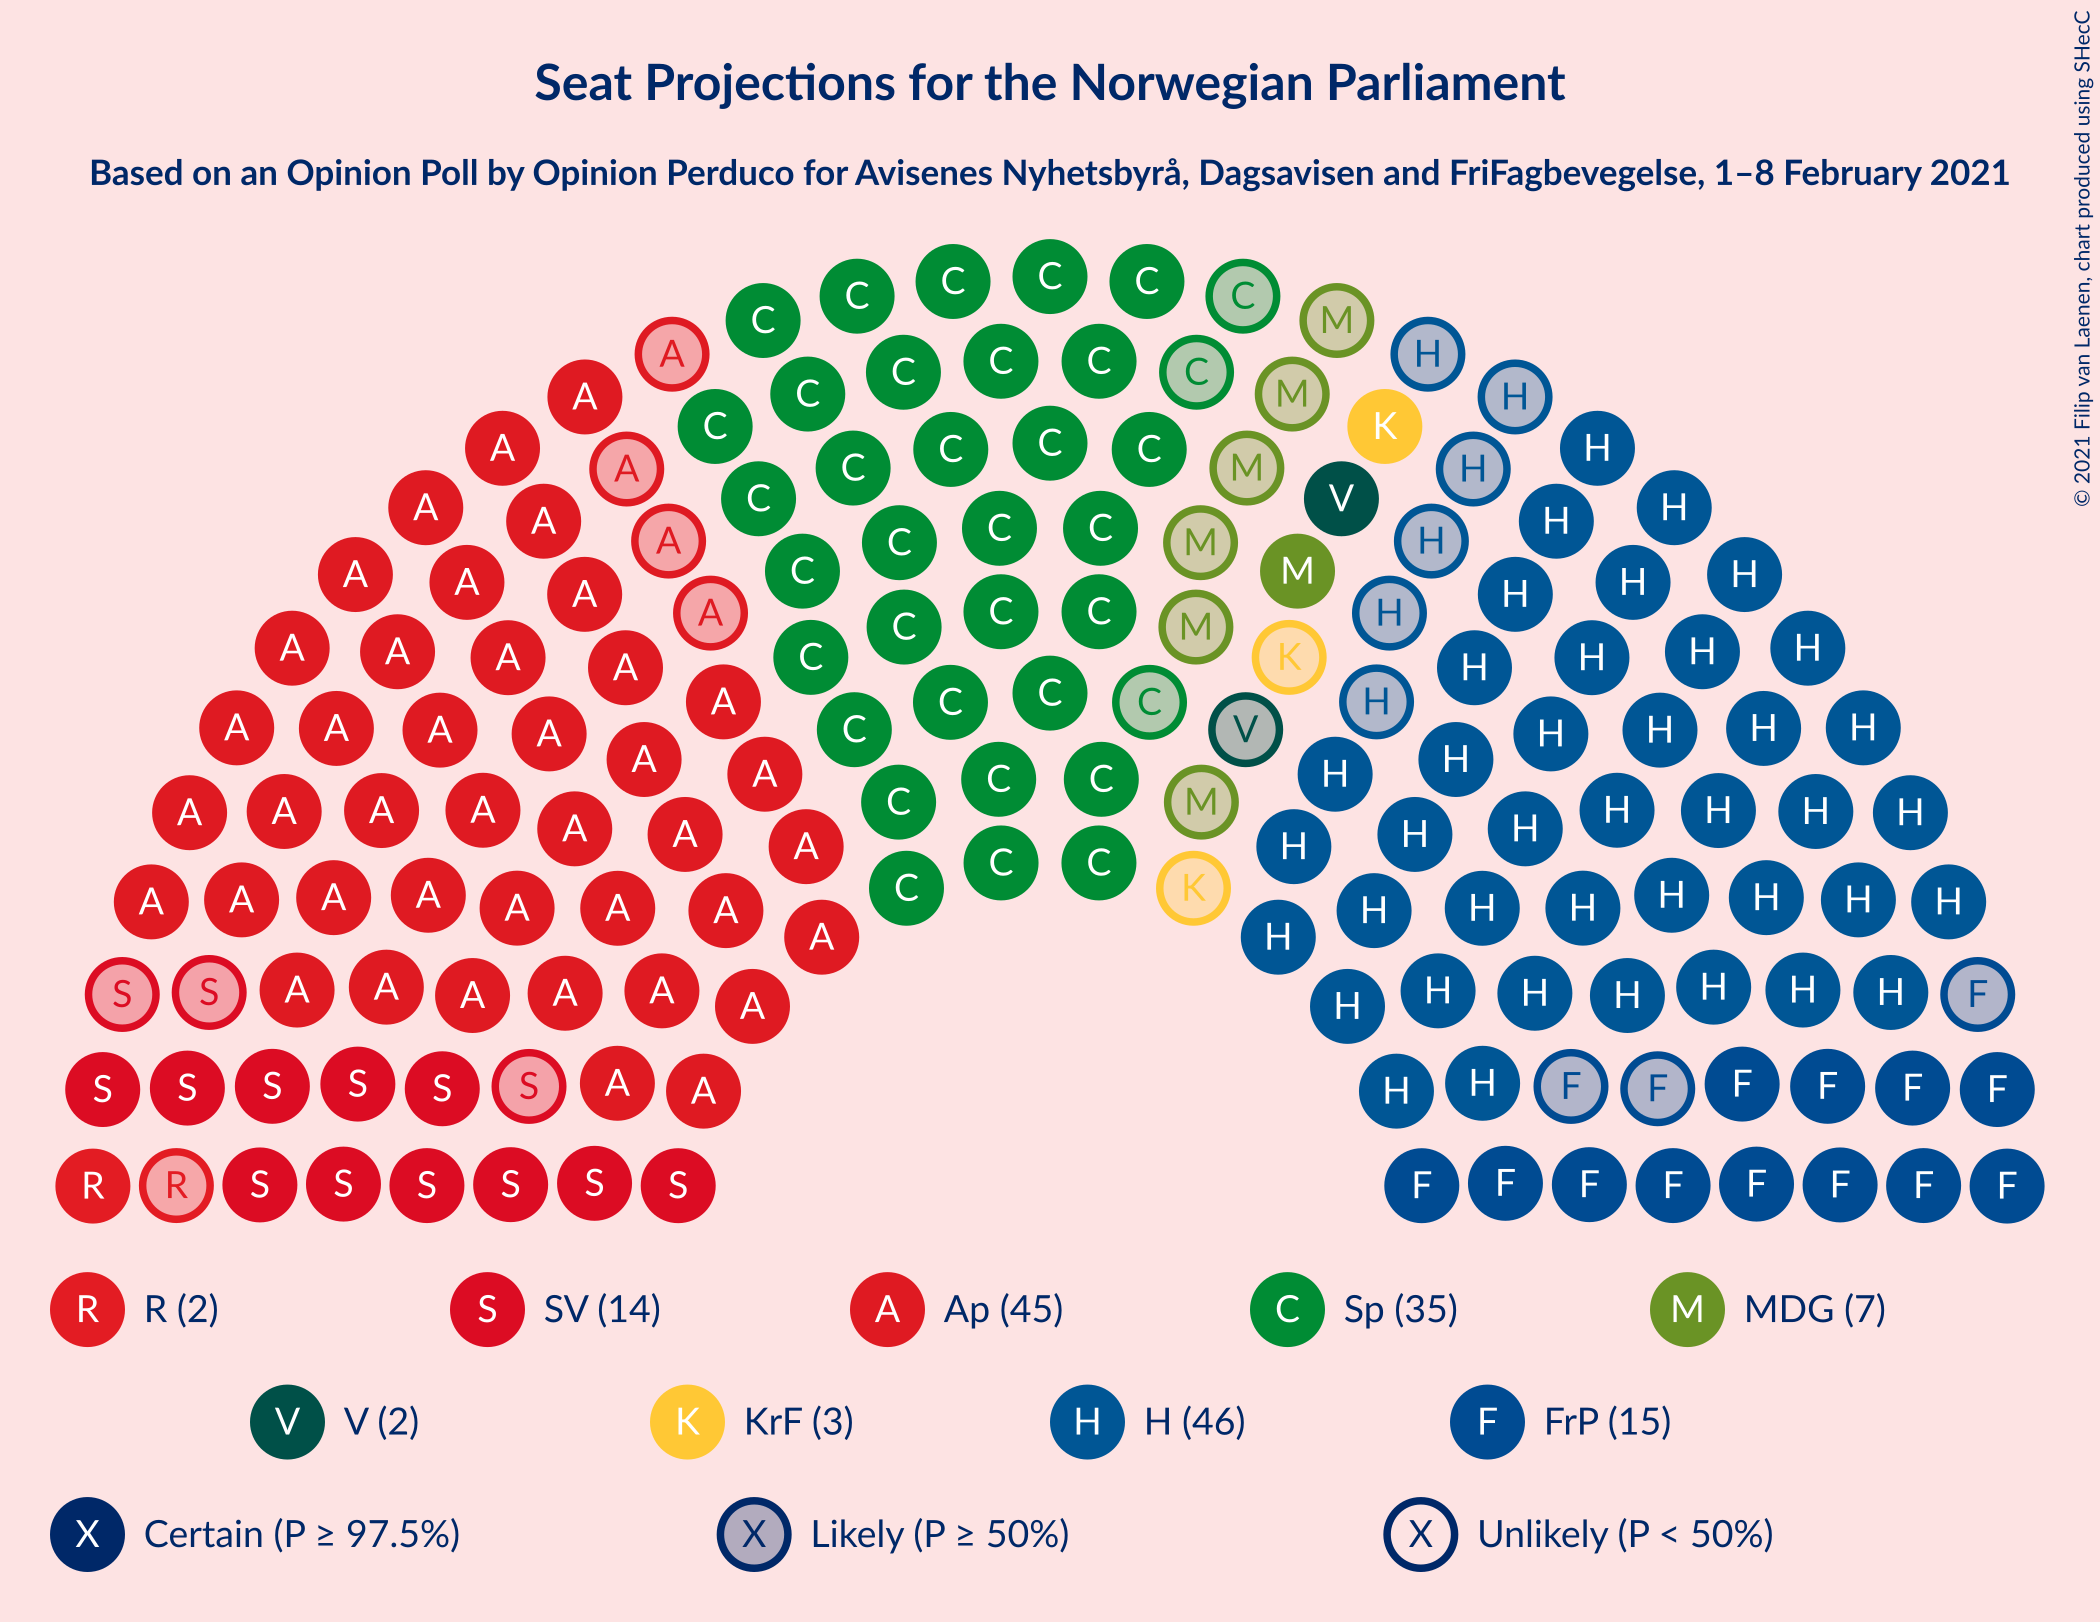 Seat Projections for the Norwegian Parliament
Based on an Opinion Poll by Opinion Perduco for Avisenes Nyhetsbyrå, Dagsavisen and FriFagbevegelse, 1–8 February 2021
© 2021 Filip van Laenen, chart produced using SHecC
C C C C C C
C M
A C C C C C M H
A C C K H
A A C C C C M H H
A A C C V H H
A A C C C M M H H
A A A C C C M K H H H
A A A A C C C C V H H H H H
A A A A A C C C M H H H H H
A A A A A A C C C K H H H H H H
A A A A A A A A H H H H H H H H
S S A A A A A A H H H H H H H F
S S S S S S A A H H F F F F F F
R R S S S S S S F F F F F F F F
R R (2) S SV (14) A Ap (45) C Sp (35) M MDG (7)
V V (2) K KrF (3) H H (46) F FrP (15)
X Certain (P ≥ 97.5%) X Likely (P ≥ 50%) X Unlikely (P < 50%)